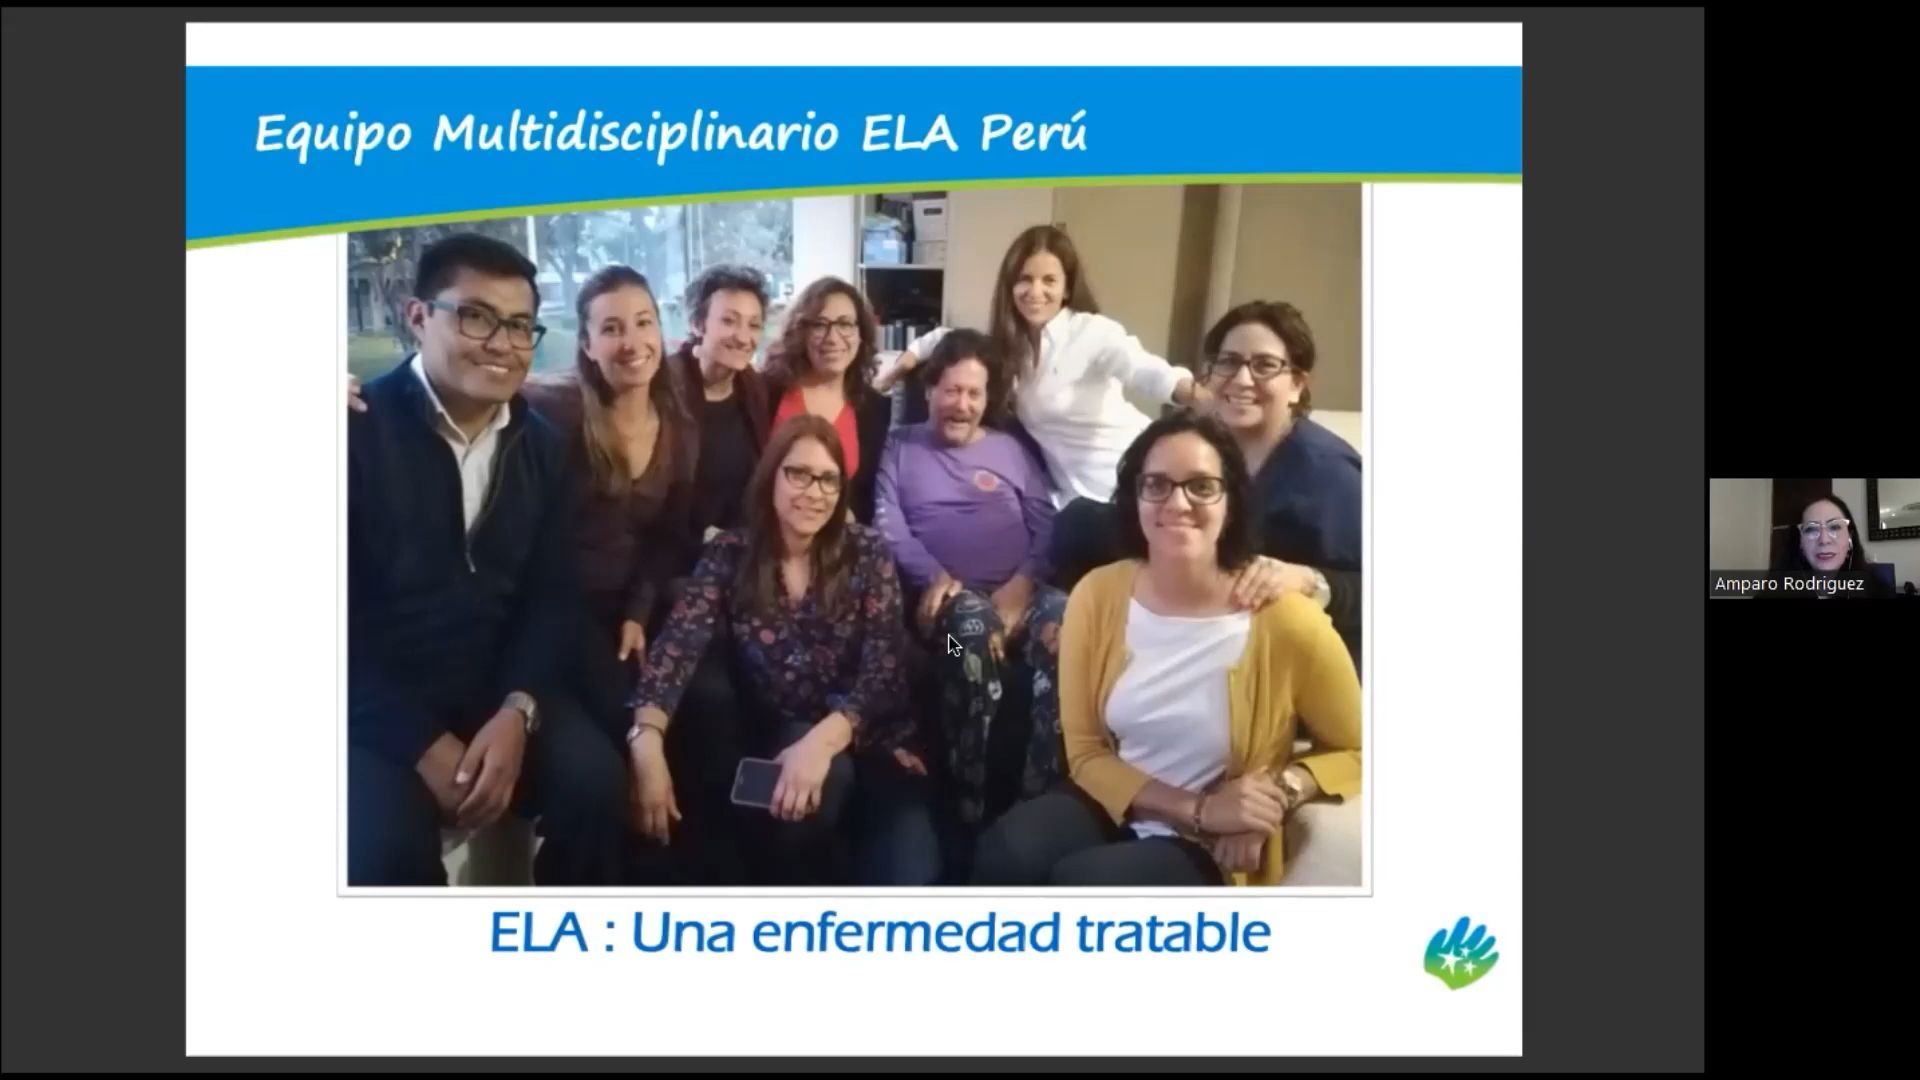 Equipo Multidisciplinario ELA Perú
ELA : Una enfermedad tratable
Amparo Rodriguez